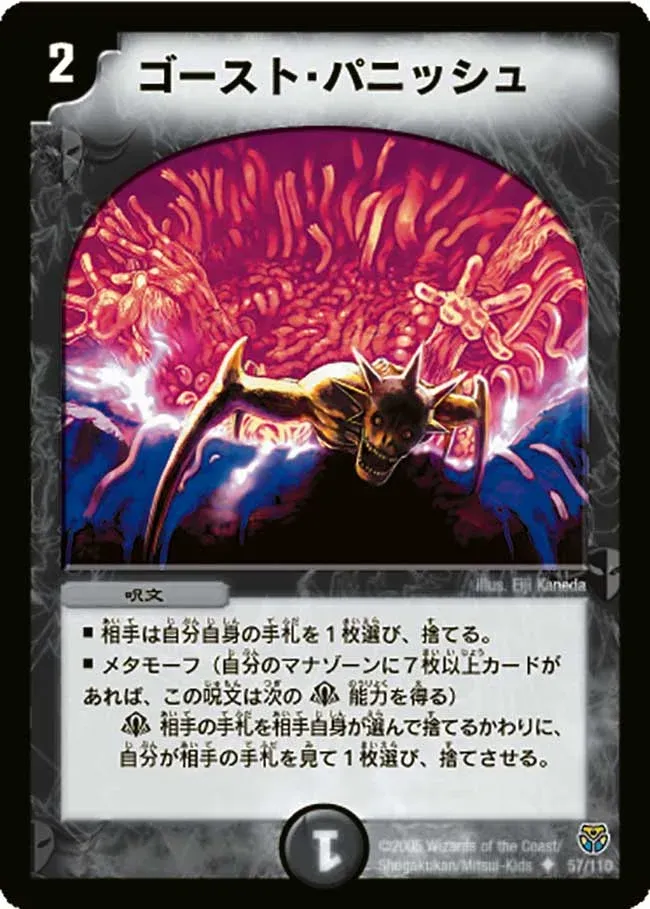 2
ゴースト・パニッシュ
illus. Eiji Kaneda
呪文
■ 相手は自分自身の手札を1枚選び、捨てる。
■ メタモーフ（自分のマナゾーンに7枚以上カードが
あれば、この呪文は次の 能力を得る）
相手の手札を相手自身が選んで捨てるかわりに、
自分が相手の手札を見て1枚選び、捨てさせる。
1
©2005 Wizards of the Coast/
Shogakukan/Mitsui-Kids ◆ 57/110